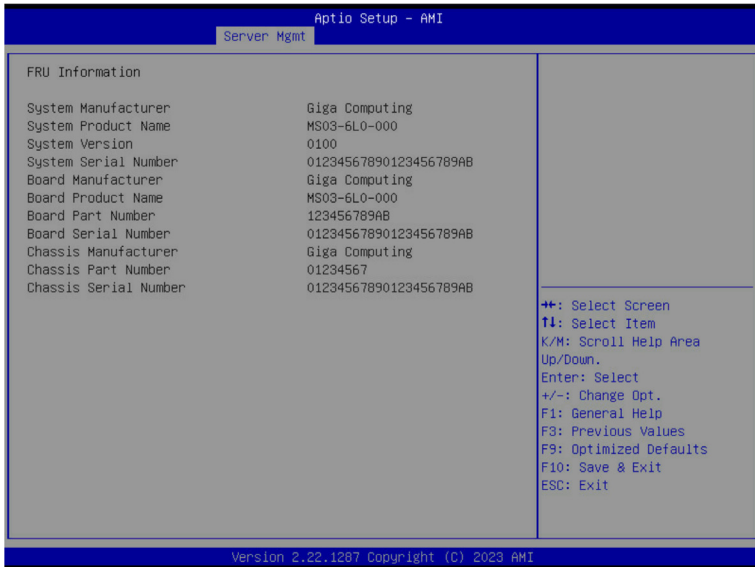 Aptio Setup – AMI
Server Mgmt
FRU Information
System Manufacturer Giga Computing
System Product Name MS03-6L0-000
System Version 0100
System Serial Number 01234567890123456789AB
Board Manufacturer Giga Computing
Board Product Name MS03-6L0-000
Board Part Number 123456789AB
Board Serial Number 01234567890123456789AB
Chassis Manufacturer Giga Computing
Chassis Part Number 01234567
Chassis Serial Number 01234567890123456789AB
→←: Select Screen
↑↓: Select Item
K/M: Scroll Help Area
Up/Down.
Enter: Select
+/-: Change Opt.
F1: General Help
F3: Previous Values
F9: Optimized Defaults
F10: Save & Exit
ESC: Exit
Version 2.22.1287 Copyright (C) 2023 AMI